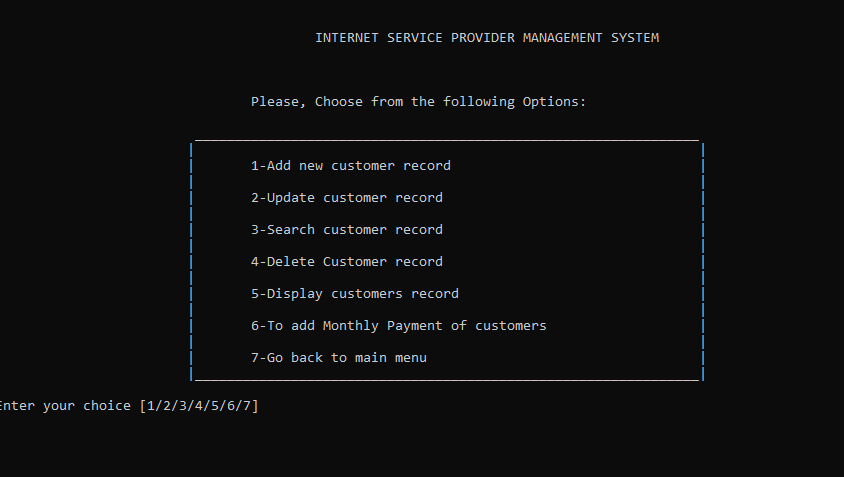 INTERNET SERVICE PROVIDER MANAGEMENT SYSTEM
Please, Choose from the following Options:
1-Add new customer record
2-Update customer record
3-Search customer record
4-Delete Customer record
5-Display customers record
6-To add Monthly Payment of customers
7-Go back to main menu
Enter your choice [1/2/3/4/5/6/7]